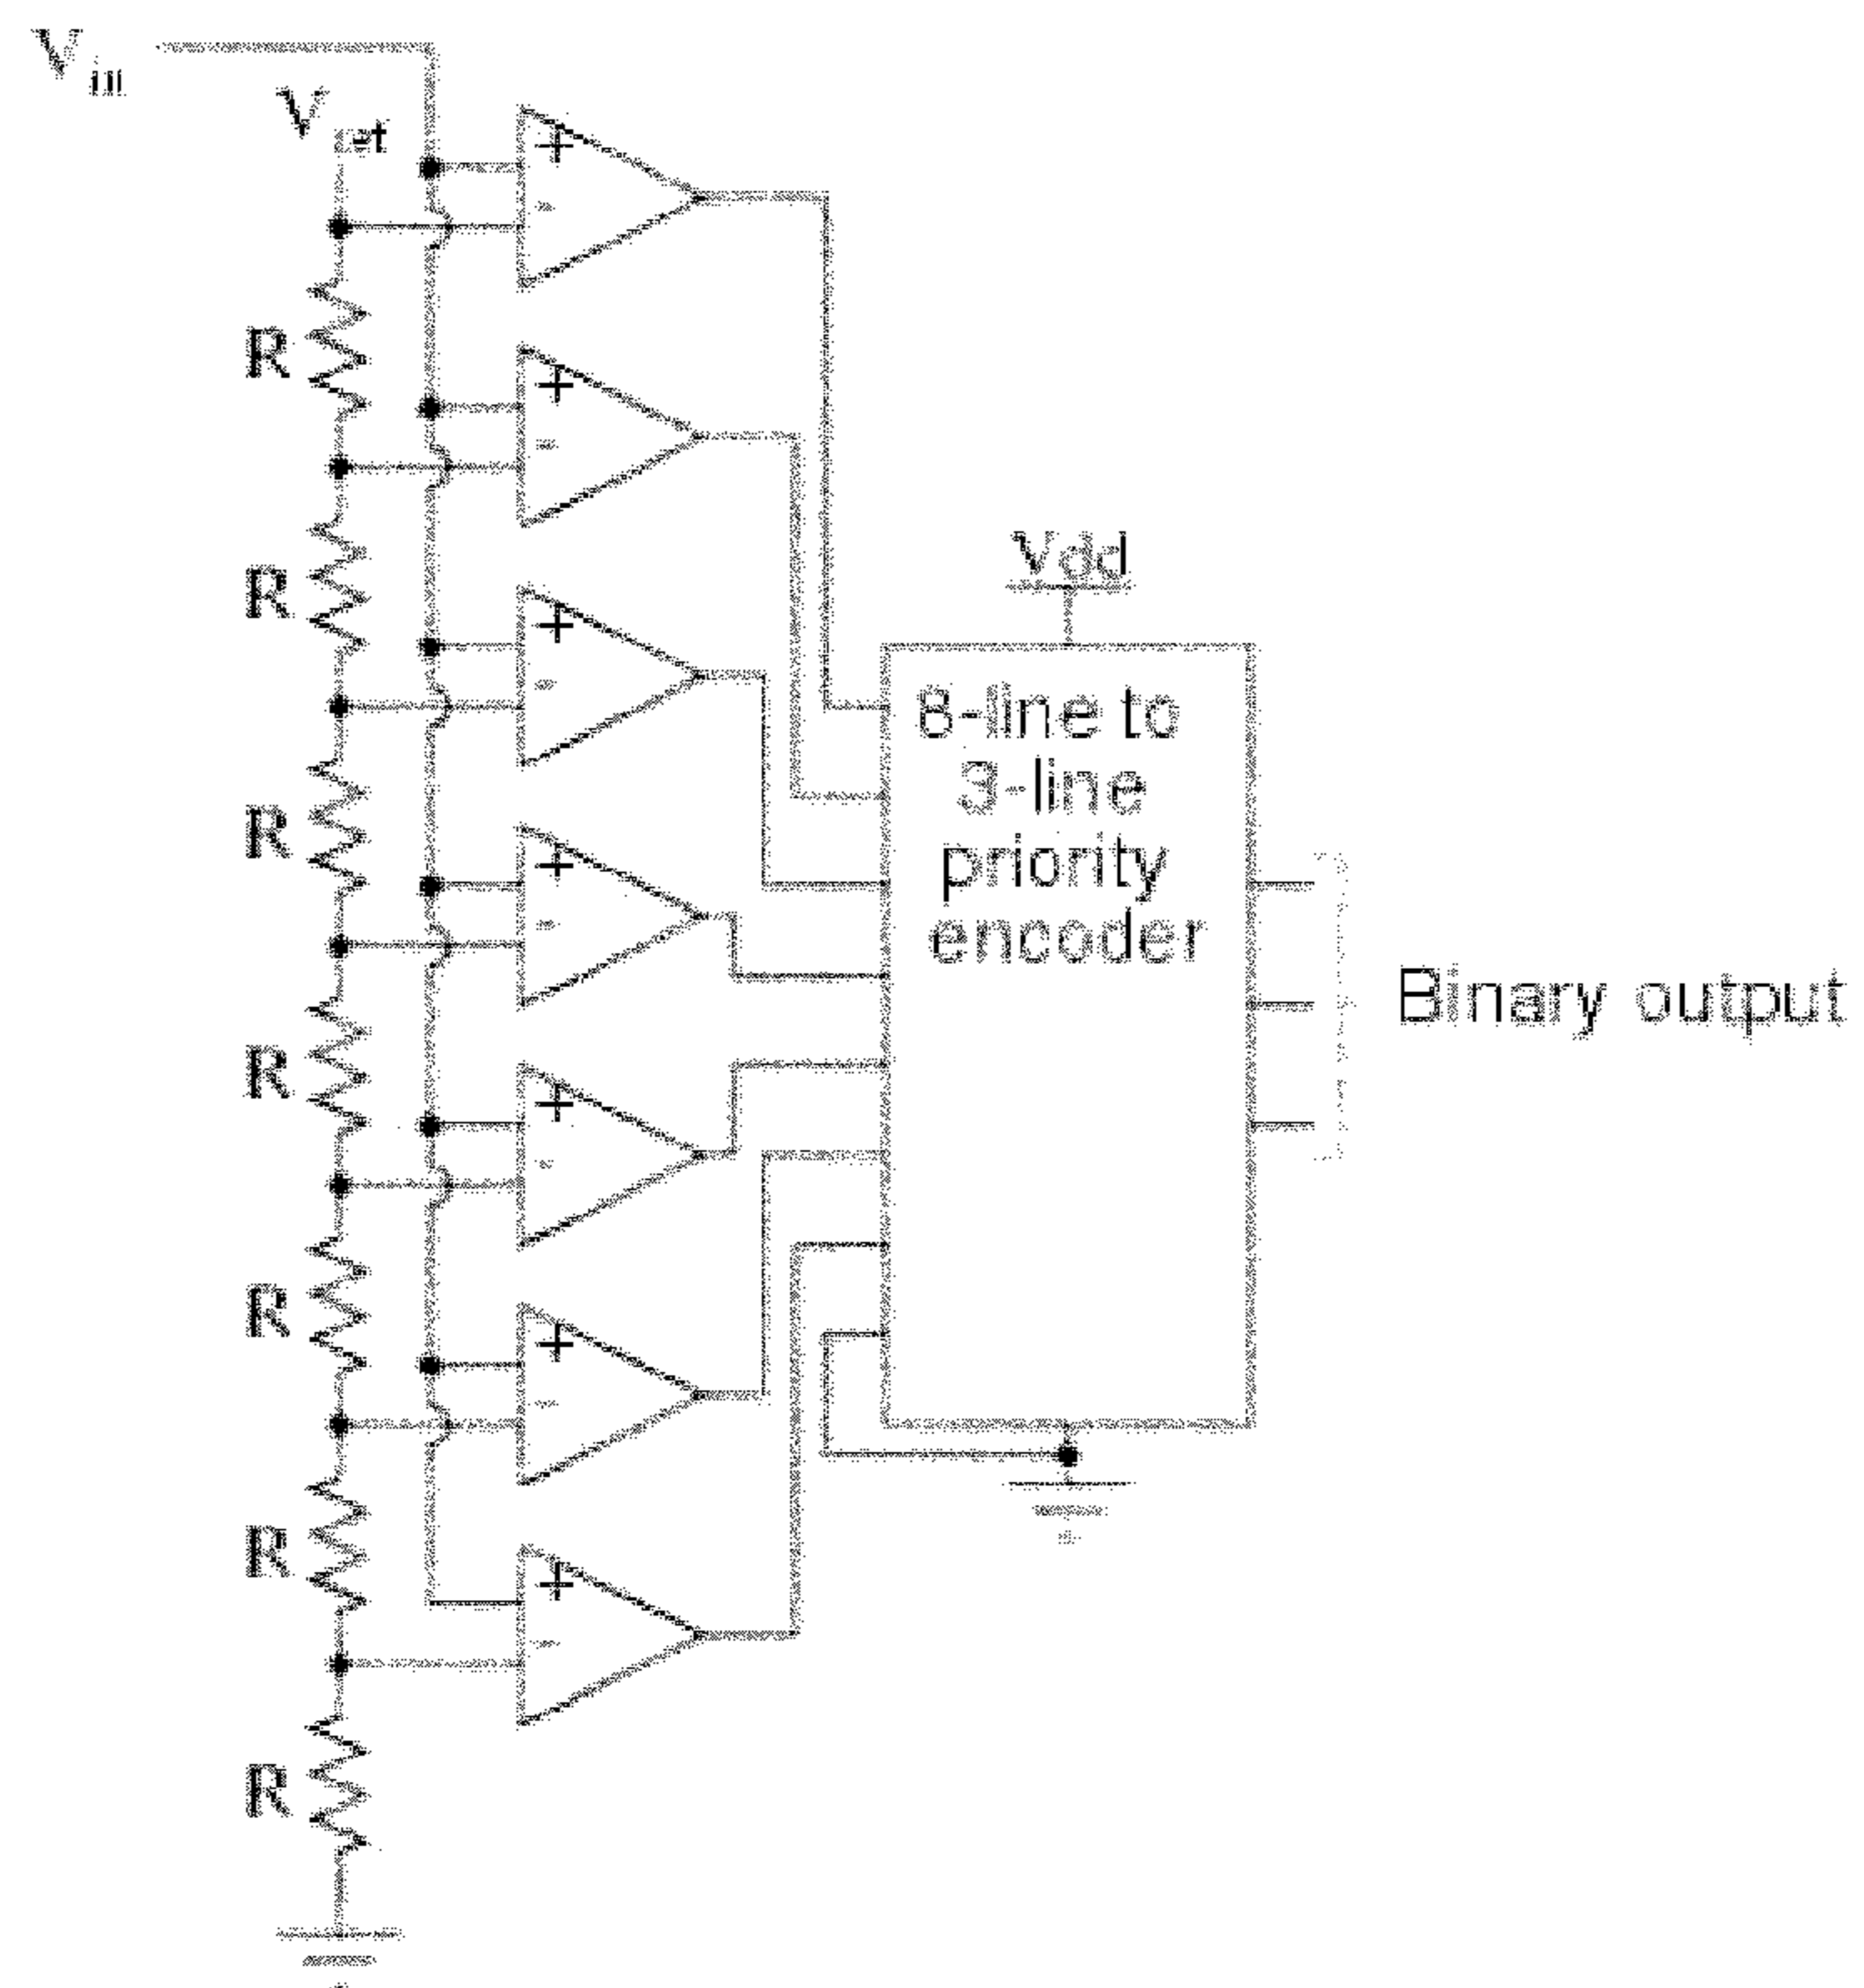 Vin
Vref
+
-
R
+
-
R
+
-
R
+
-
R
+
-
R
+
-
R
+
-
R
Vdd
8-line to
3-line
priority
encoder
Binary output